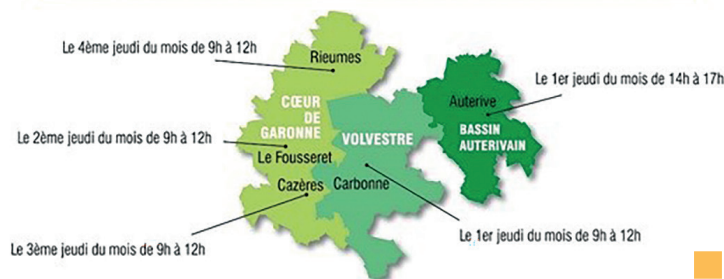 Le 4ème jeudi du mois de 9h à 12h
Rieumes
Le 1er jeudi du mois de 14h à 17h
CŒUR
DE
GARONNE
Auterive
BASSIN
AUTERIVAIN
Le 2ème jeudi du mois de 9h à 12h
VOLVESTRE
Le Fousseret
Cazères
Carbonne
Le 1er jeudi du mois de 9h à 12h
Le 3ème jeudi du mois de 9h à 12h